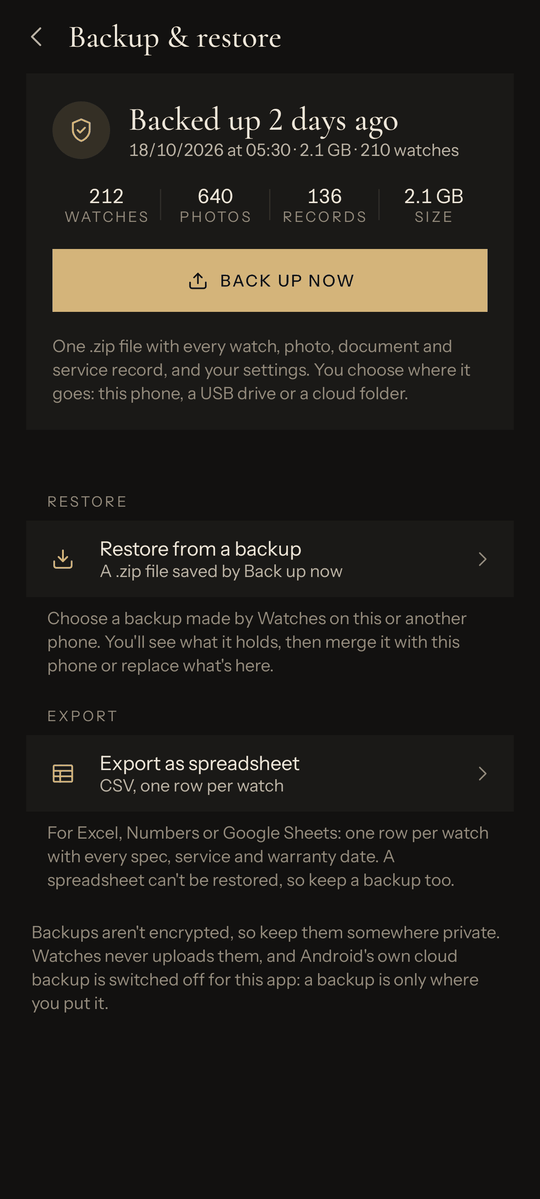 Backup & restore
Backed up 2 days ago
18/10/2026 at 05:30 · 2.1 GB · 210 watches
212 640 136 2.1 GB
WATCHES PHOTOS RECORDS SIZE
BACK UP NOW
One .zip file with every watch, photo, document and
service record, and your settings. You choose where it
goes: this phone, a USB drive or a cloud folder.
RESTORE
Restore from a backup
A .zip file saved by Back up now
Choose a backup made by Watches on this or another
phone. You'll see what it holds, then merge it with this
phone or replace what's here.
EXPORT
Export as spreadsheet
CSV, one row per watch
For Excel, Numbers or Google Sheets: one row per watch
with every spec, service and warranty date. A
spreadsheet can't be restored, so keep a backup too.
Backups aren't encrypted, so keep them somewhere private.
Watches never uploads them, and Android's own cloud
backup is switched off for this app: a backup is only where
you put it.